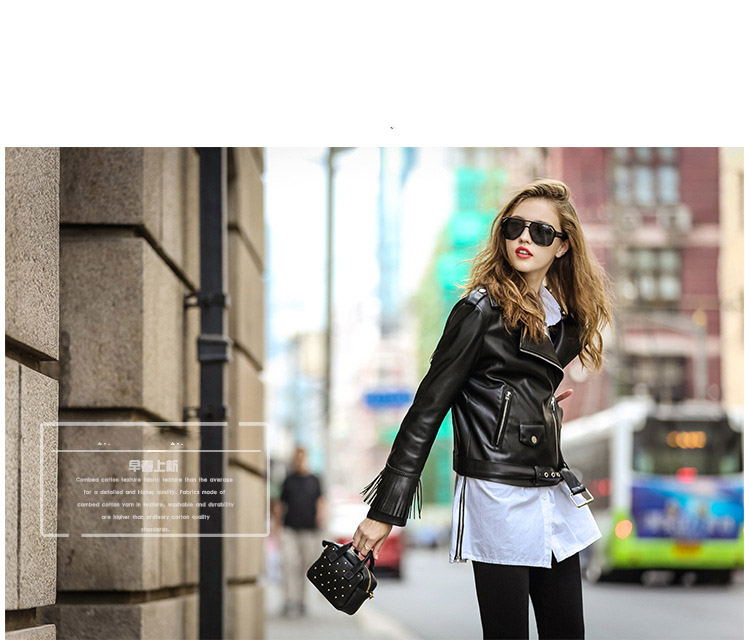 早春上新
Combed cotton texture fabric texture than the average
for a detailed and higher quality. Fabrics made of
combed cotton yarn in texture, washable and durability
are higher than ordinary cotton quality
standards.